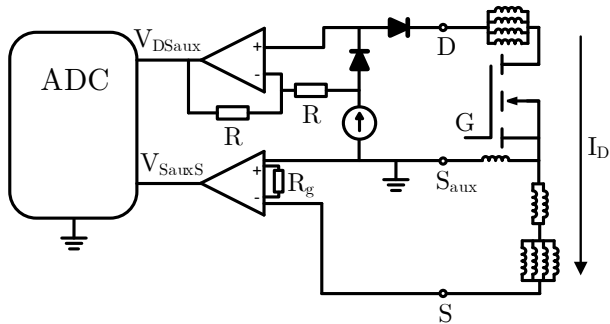 V_DSaux
ADC
+
-
D
R
R
G
I_D
V_SauxS
+
-
R_g
S_aux
S